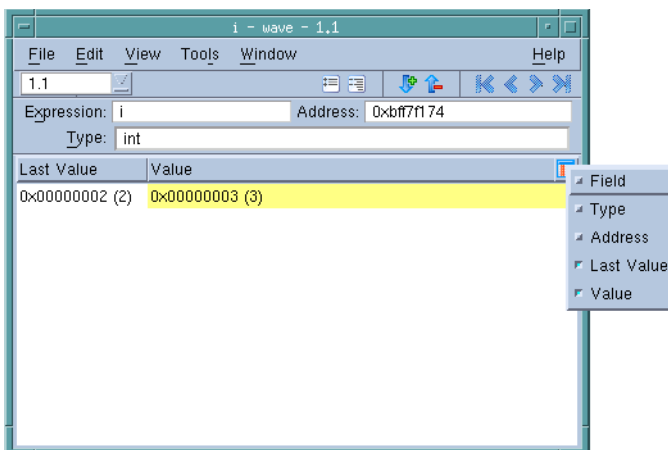 i - wave - 1.1
File Edit View Tools Window Help
1.1
Expression: i Address: 0xbff7f174
Type: int
Last Value Value
0x00000002 (2) 0x00000003 (3)
Field
Type
Address
Last Value
Value